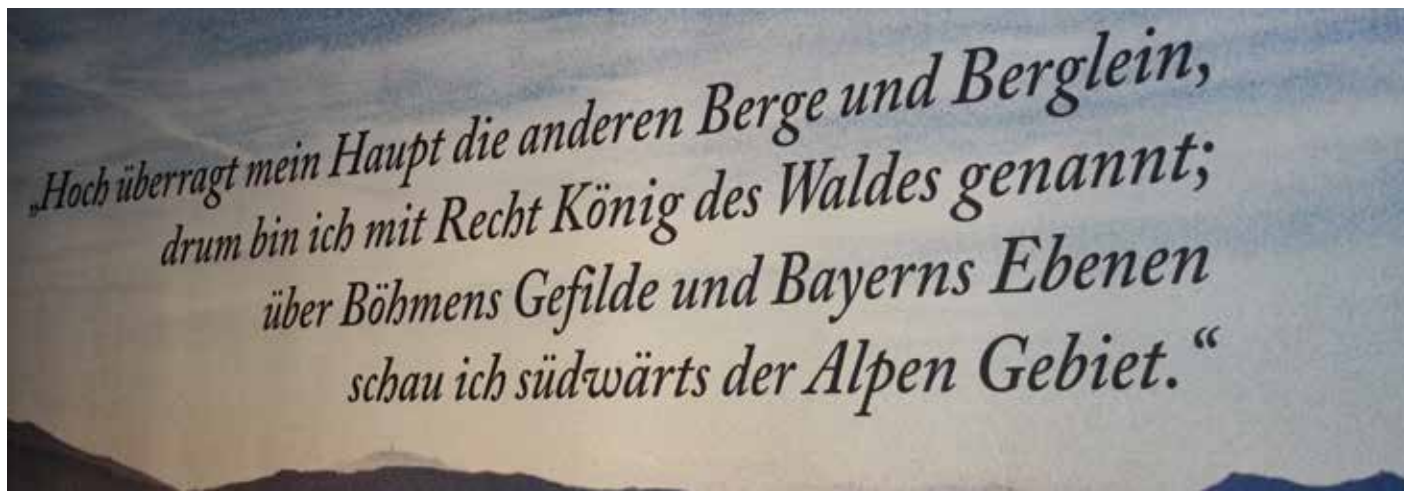 „Hoch überragt mein Haupt die anderen Berge und Berglein,
drum bin ich mit Recht König des Waldes genannt;
über Böhmens Gefilde und Bayerns Ebenen
schau ich südwärts der Alpen Gebiet.“